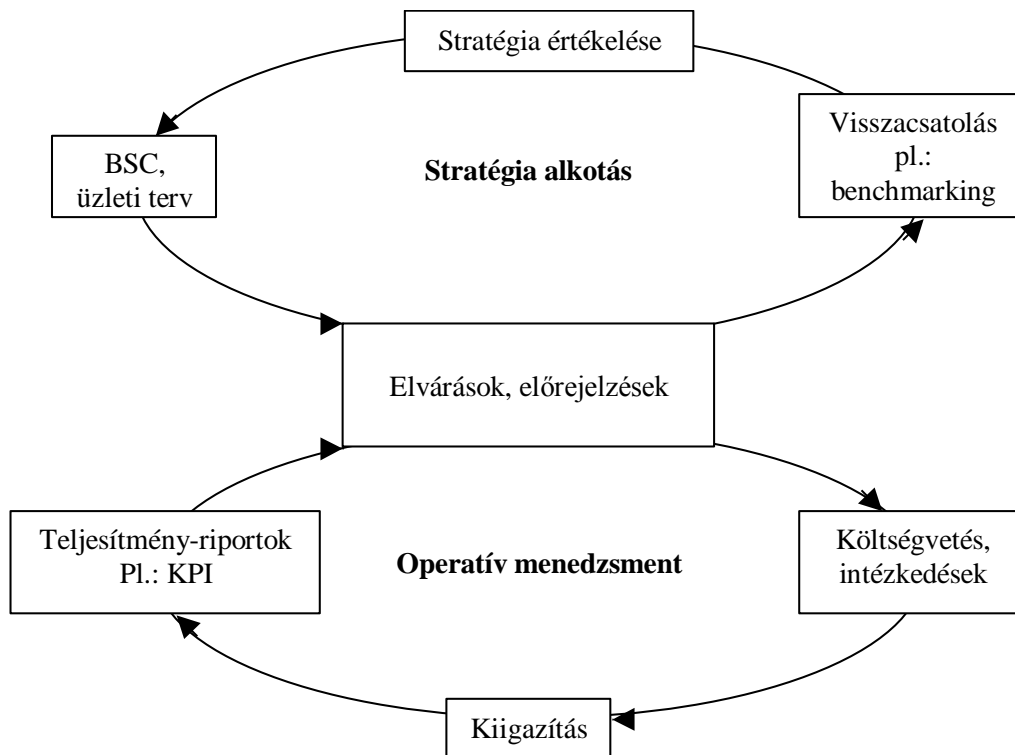 Stratégia értékelése
BSC,
üzleti terv
Stratégia alkotás
Visszacsatolás
pl.:
benchmarking
Elvárások, előrejelzések
Teljesítmény-riportok
Pl.: KPI
Operatív menedzsment
Költségvetés,
intézkedések
Kiigazítás